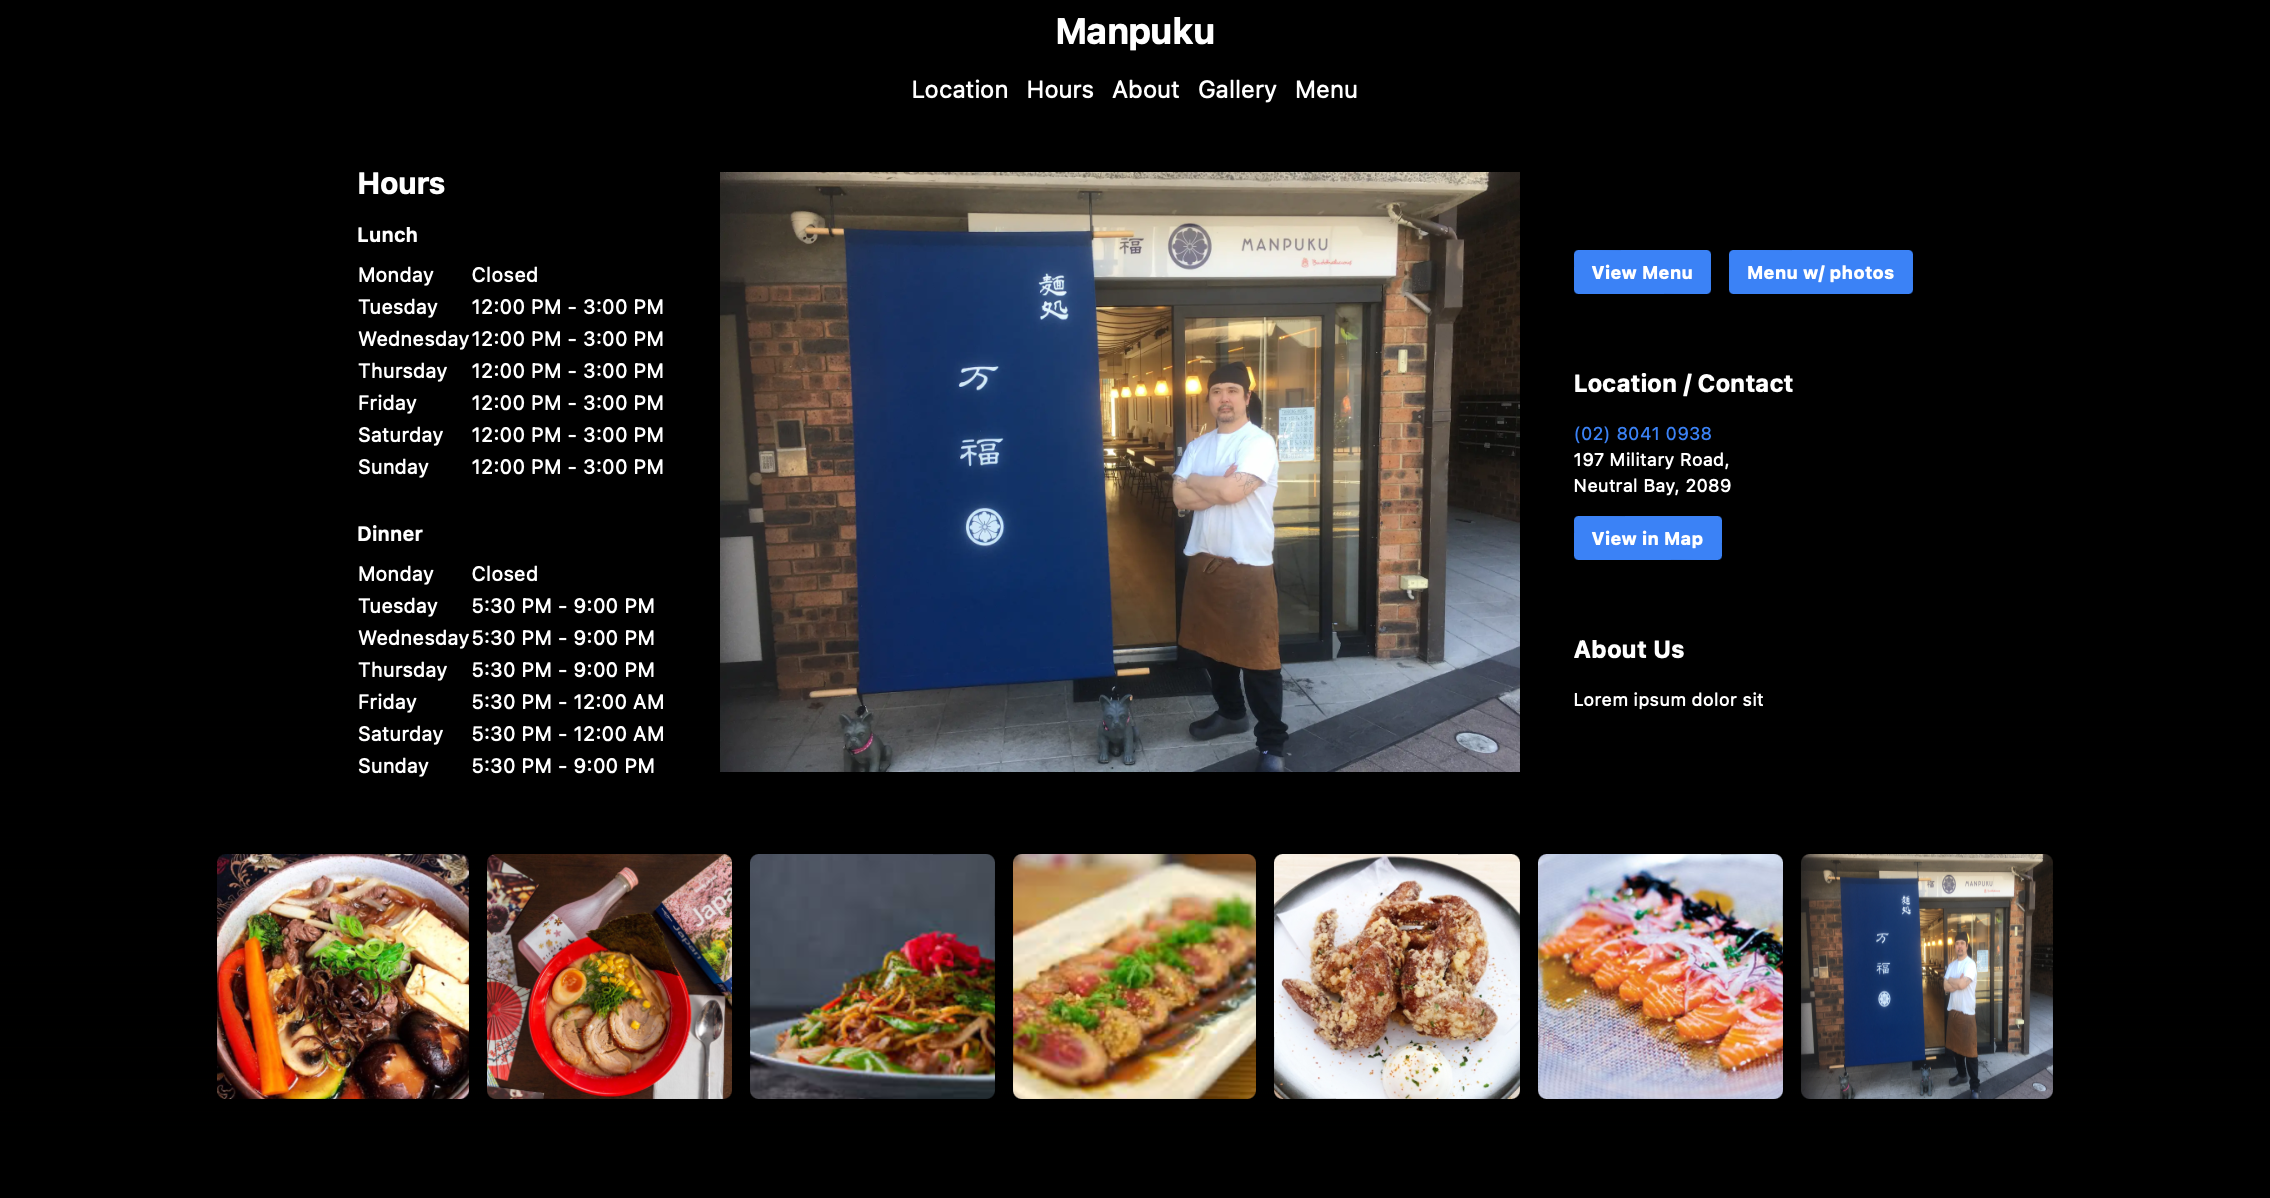 Manpuku
Location Hours About Gallery Menu
Hours
Lunch
Monday Closed
Tuesday 12:00 PM - 3:00 PM
Wednesday 12:00 PM - 3:00 PM
Thursday 12:00 PM - 3:00 PM
Friday 12:00 PM - 3:00 PM
Saturday 12:00 PM - 3:00 PM
Sunday 12:00 PM - 3:00 PM
Dinner
Monday Closed
Tuesday 5:30 PM - 9:00 PM
Wednesday 5:30 PM - 9:00 PM
Thursday 5:30 PM - 9:00 PM
Friday 5:30 PM - 12:00 AM
Saturday 5:30 PM - 12:00 AM
Sunday 5:30 PM - 9:00 PM
福 MANPUKU
麺処
万福
View Menu
Menu w/ photos
Location / Contact
(02) 8041 0938
197 Military Road,
Neutral Bay, 2089
View in Map
About Us
Lorem ipsum dolor sit
Japa
福 MANPUKU
麺処
万福